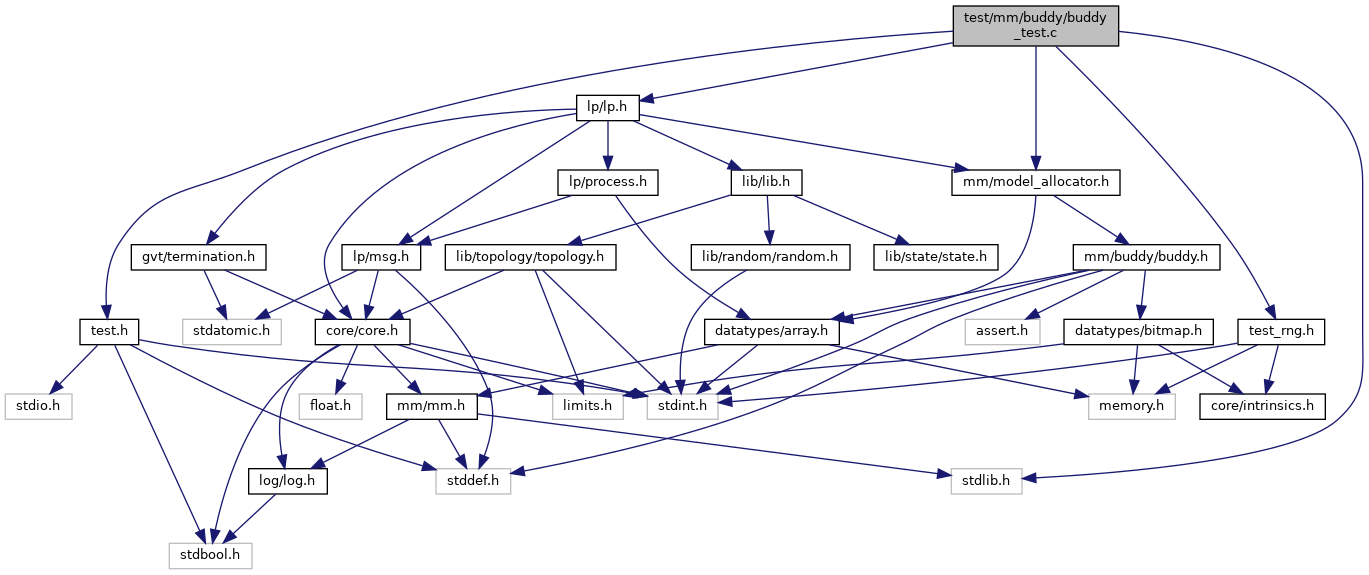 test/mm/buddy/buddy
_test.c
lp/lp.h
lp/process.h
lib/lib.h
mm/model_allocator.h
gvt/termination.h
lp/msg.h
lib/topology/topology.h
lib/random/random.h
lib/state/state.h
mm/buddy/buddy.h
test.h
stdatomic.h
core/core.h
datatypes/array.h
assert.h
datatypes/bitmap.h
test_rng.h
stdio.h
float.h
mm/mm.h
limits.h
stdint.h
memory.h
core/intrinsics.h
log/log.h
stddef.h
stdlib.h
stdbool.h